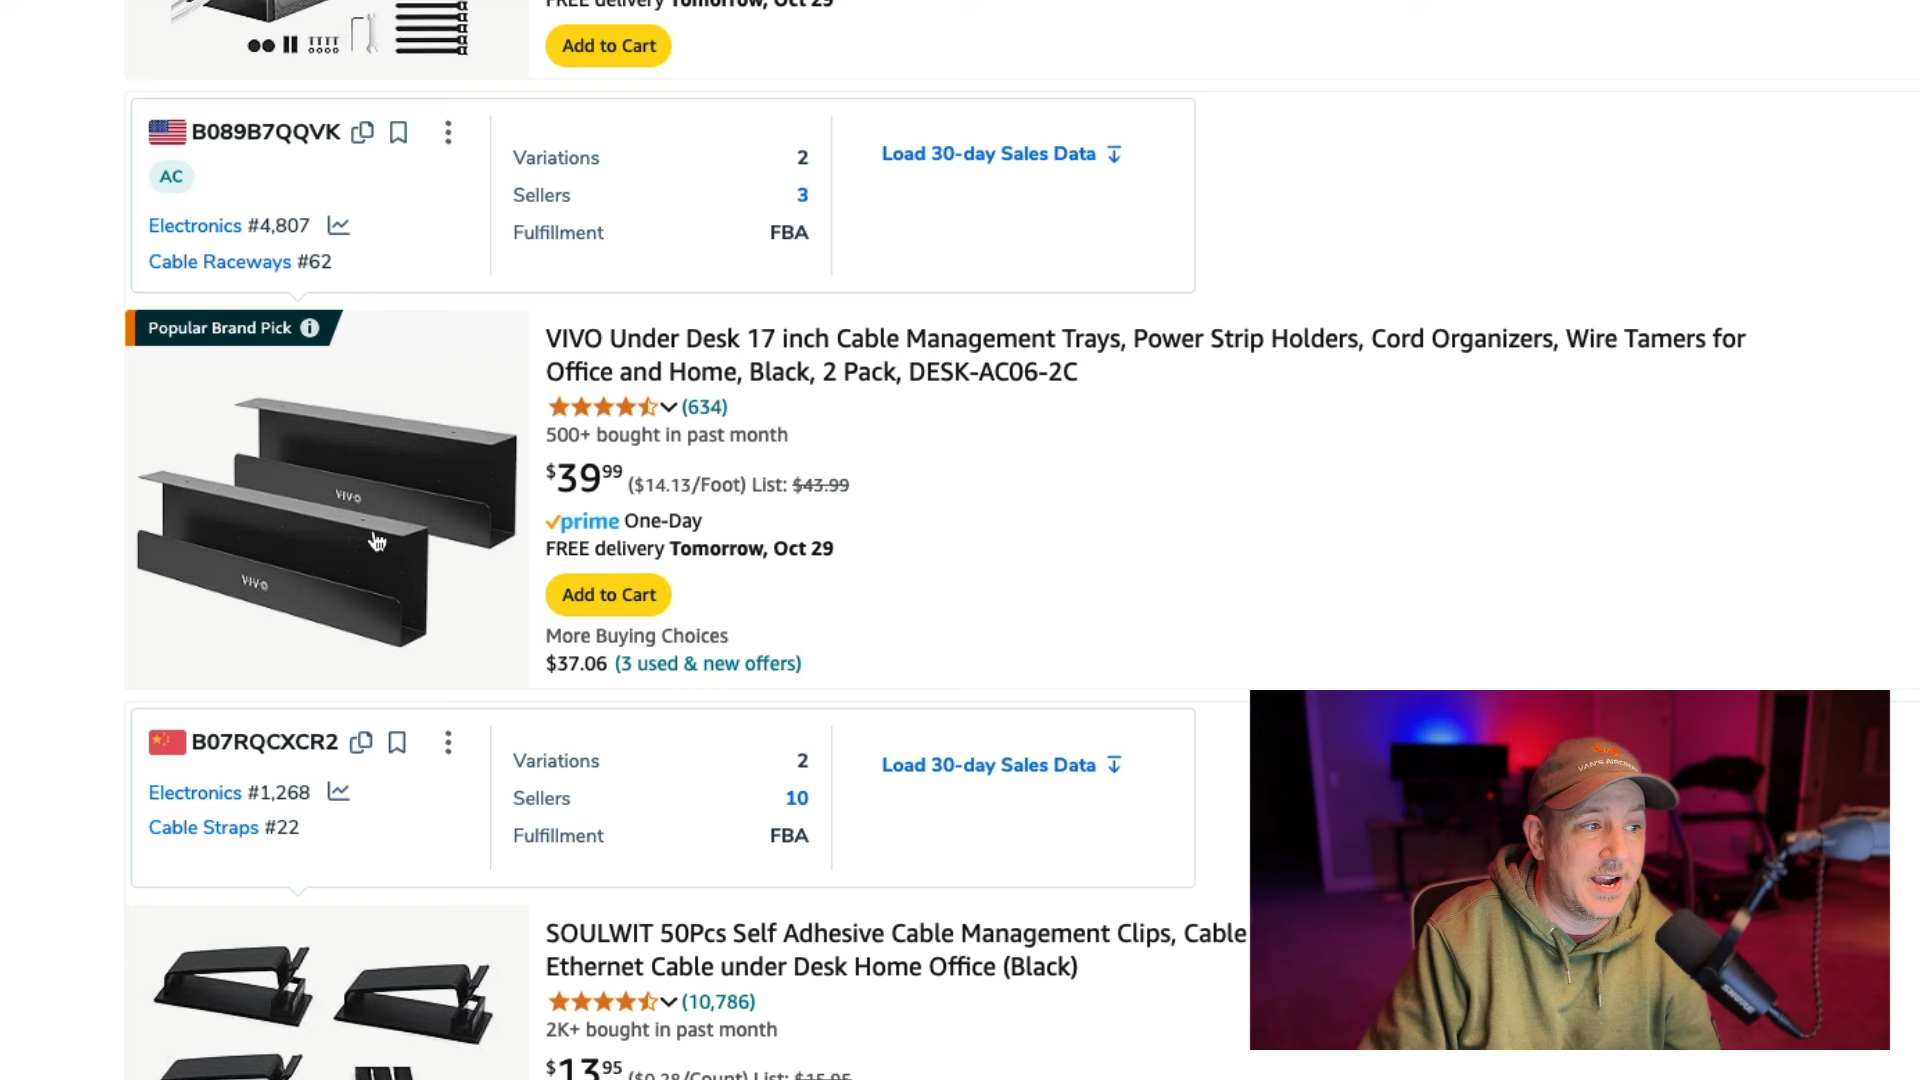 FREE delivery Tomorrow, Oct 29
Add to Cart
B089B7QQVK
AC
Electronics #4,807
Cable Raceways #62
Variations 2
Sellers 3
Fulfillment FBA
Load 30-day Sales Data
Popular Brand Pick
VIVO
VIVO
VIVO Under Desk 17 inch Cable Management Trays, Power Strip Holders, Cord Organizers, Wire Tamers for
Office and Home, Black, 2 Pack, DESK-AC06-2C
(634)
500+ bought in past month
$39.99 ($14.13/Foot) List: $43.99
prime One-Day
FREE delivery Tomorrow, Oct 29
Add to Cart
More Buying Choices
$37.06 (3 used & new offers)
B07RQCXCR2
Electronics #1,268
Cable Straps #22
Variations 2
Sellers 10
Fulfillment FBA
Load 30-day Sales Data
SOULWIT 50Pcs Self Adhesive Cable Management Clips, Cable
Ethernet Cable under Desk Home Office (Black)
(10,786)
2K+ bought in past month
$13.95 ($0.28/Count) List: $15.95
VAN'S AIRCRAFT
SHURE